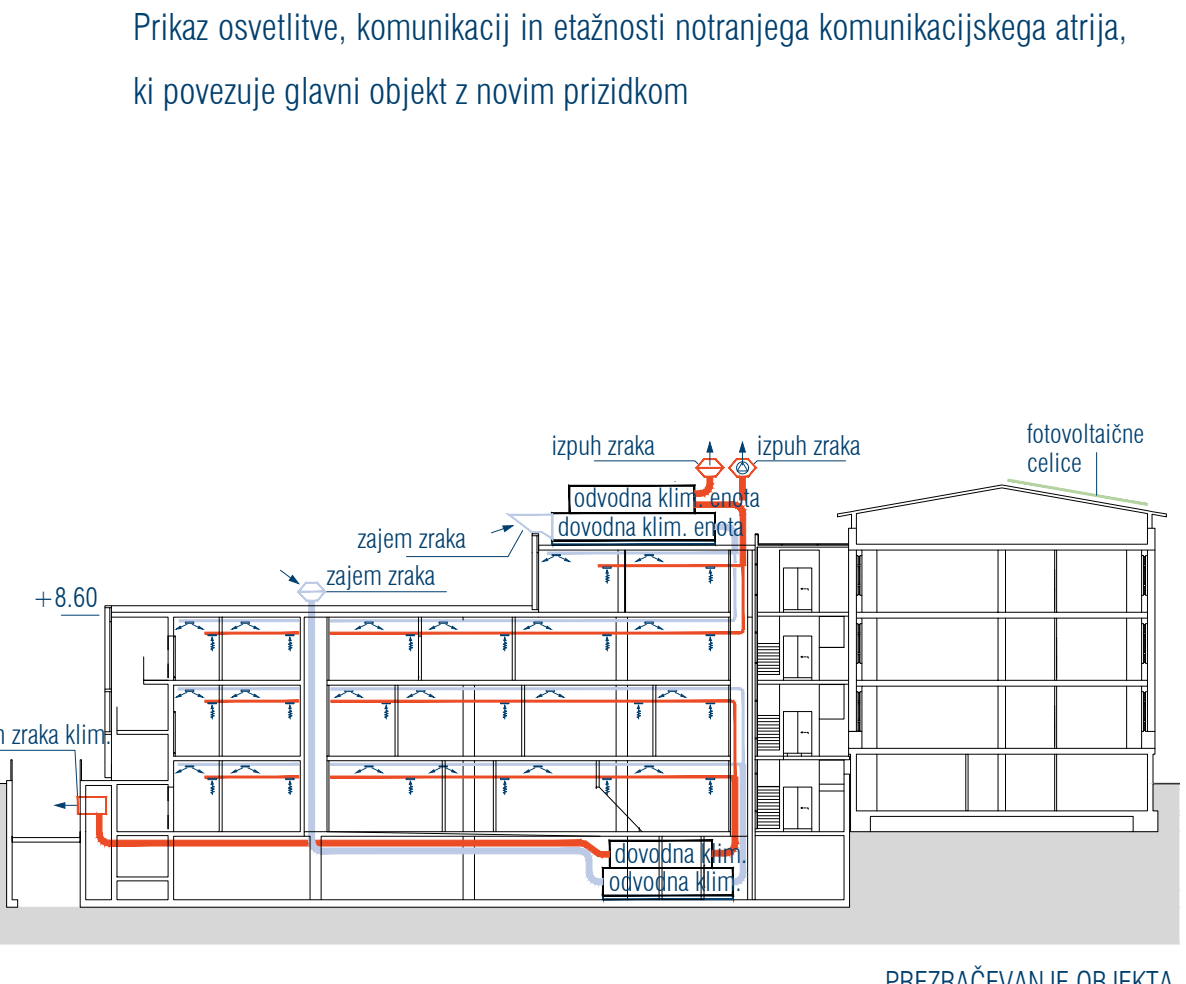 Prikaz osvetlitve, komunikacij in etažnosti notranjega komunikacijskega atrija,
ki povezuje glavni objekt z novim prizidkom
izpuh zraka
izpuh zraka
fotovoltaične
celice
odvodna klim. enota
dovodna klim. enota
zajem zraka
zajem zraka
+8.60
zraka klim.
dovodna klim.
odvodna klim.
PREZRAČEVANJE OBJEKTA